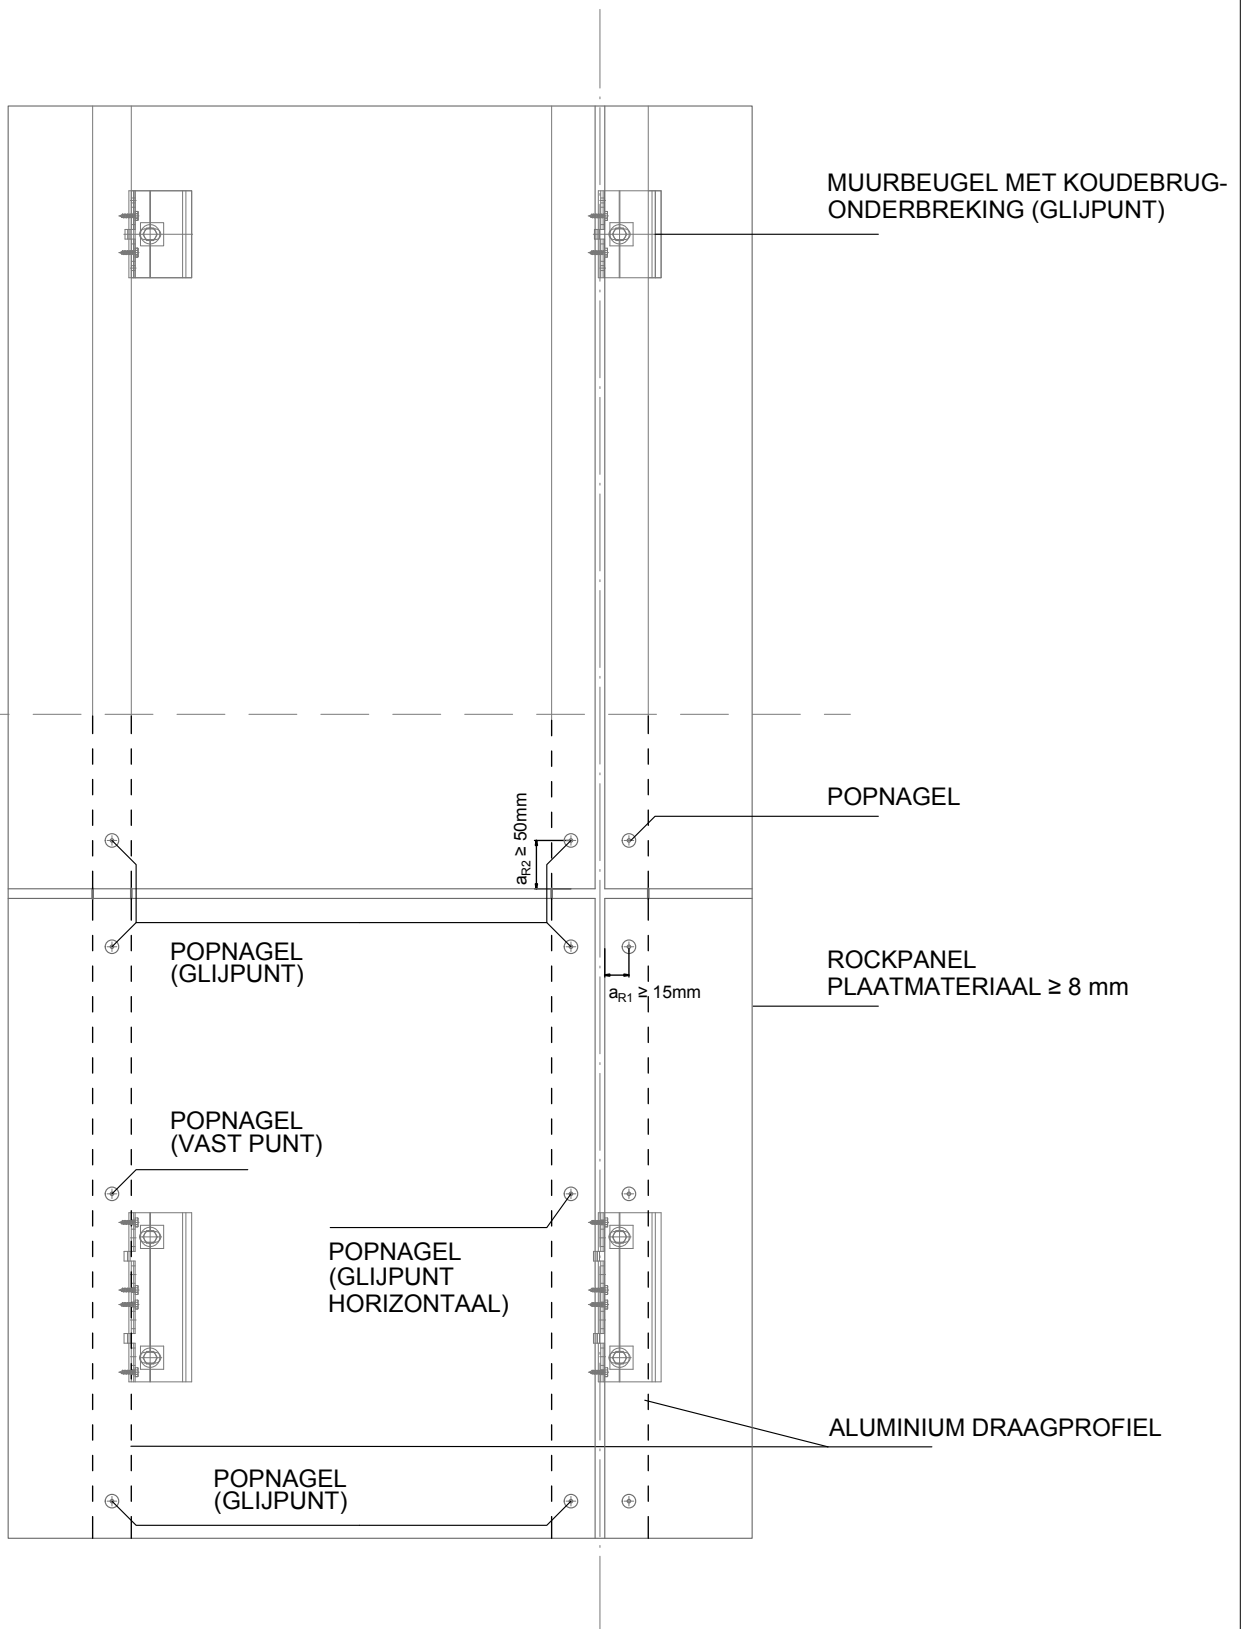 MUURBEUGEL MET KOUDEBRUG-
ONDERBREKING (GLIJPUNT)
POPNAGEL
aR2 ≥ 50mm
POPNAGEL
(GLIJPUNT)
ROCKPANEL
PLAATMATERIAAL ≥ 8 mm
aR1 ≥ 15mm
POPNAGEL
(VAST PUNT)
POPNAGEL
(GLIJPUNT
HORIZONTAAL)
ALUMINIUM DRAAGPROFIEL
POPNAGEL
(GLIJPUNT)